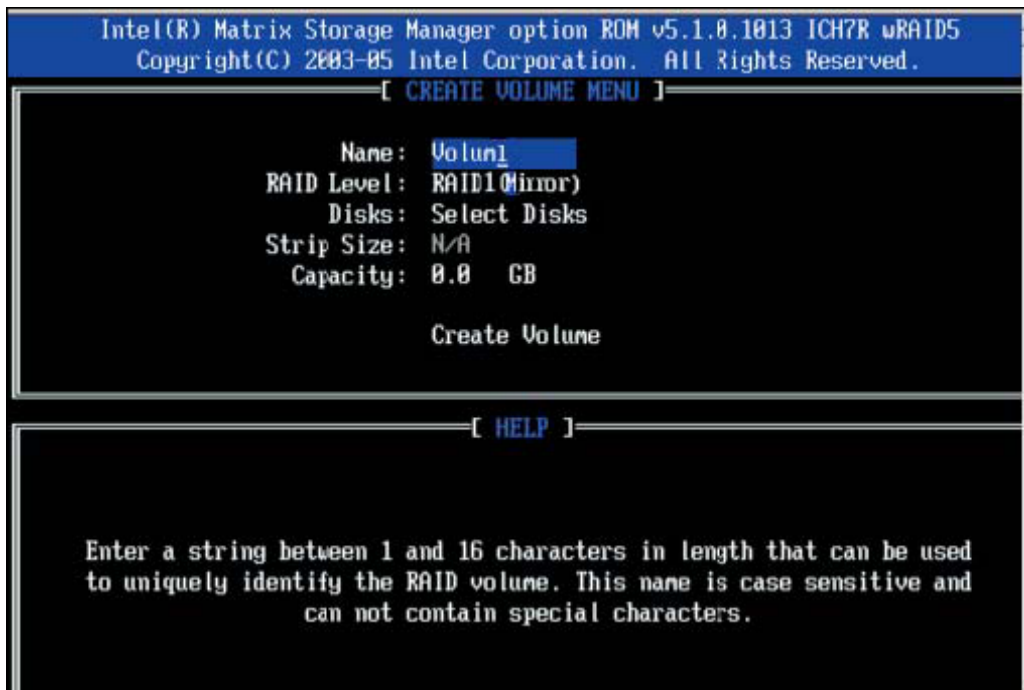 Intel(R) Matrix Storage Manager option ROM v5.1.0.1013 ICH7R wRAID5
Copyright(C) 2003-05 Intel Corporation. All Rights Reserved.
[ CREATE VOLUME MENU ]
Name: Volum1
RAID Level: RAID1(Mirror)
Disks: Select Disks
Strip Size: N/A
Capacity: 0.0 GB
Create Volume
[ HELP ]
Enter a string between 1 and 16 characters in length that can be used
to uniquely identify the RAID volume. This name is case sensitive and
can not contain special characters.